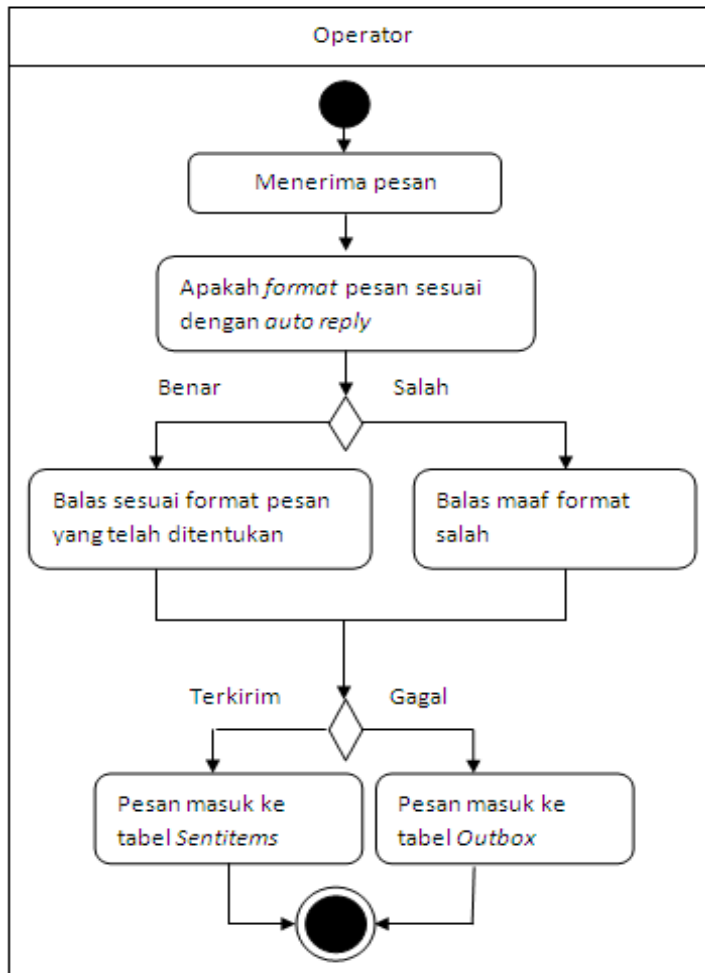 Operator
Menerima pesan
Apakah format pesan sesuai
dengan auto reply
Benar
Salah
Balas sesuai format pesan
yang telah ditentukan
Balas maaf format
salah
Terkirim
Gagal
Pesan masuk ke
tabel Sentitems
Pesan masuk ke
tabel Outbox